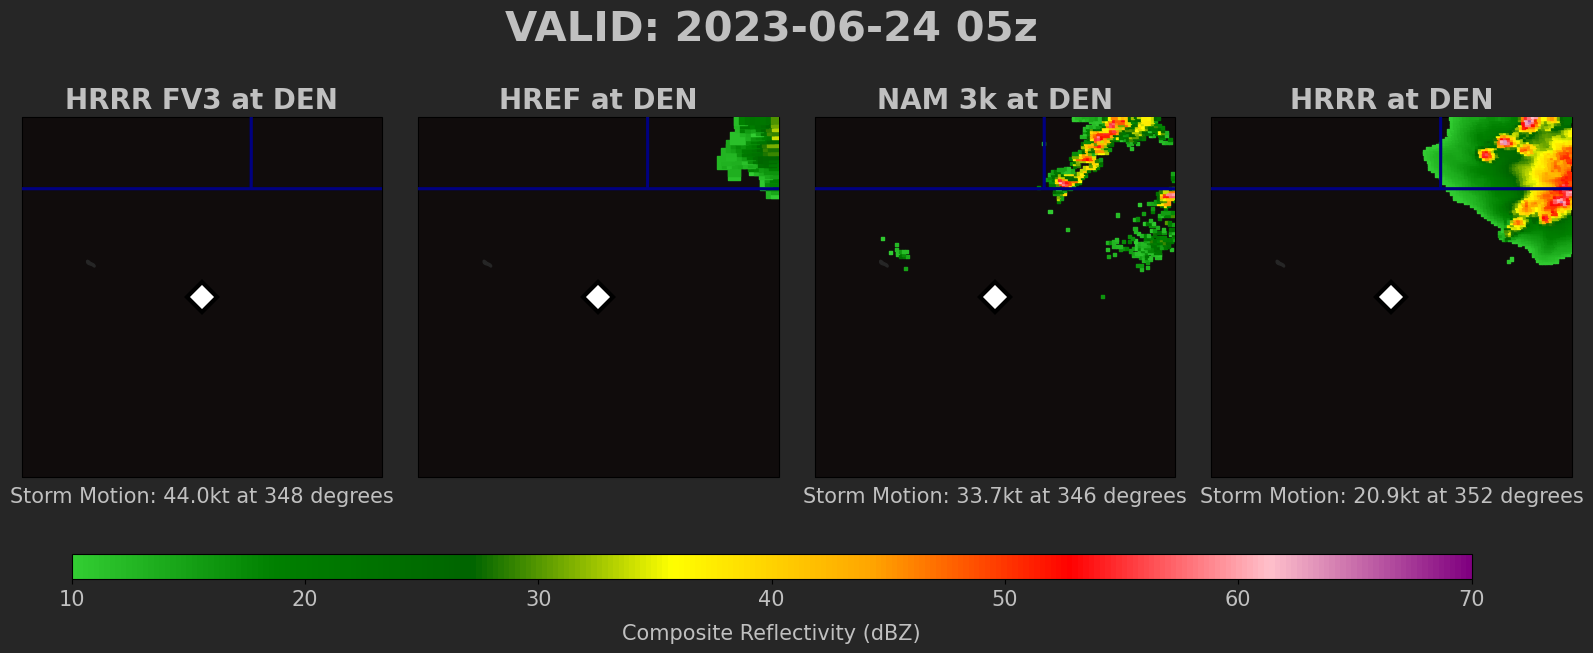 VALID: 2023-06-24 05z
HRRR FV3 at DEN
HREF at DEN
NAM 3k at DEN
HRRR at DEN
Storm Motion: 44.0kt at 348 degrees
Storm Motion: 33.7kt at 346 degrees
Storm Motion: 20.9kt at 352 degrees
10 20 30 40 50 60 70
Composite Reflectivity (dBZ)